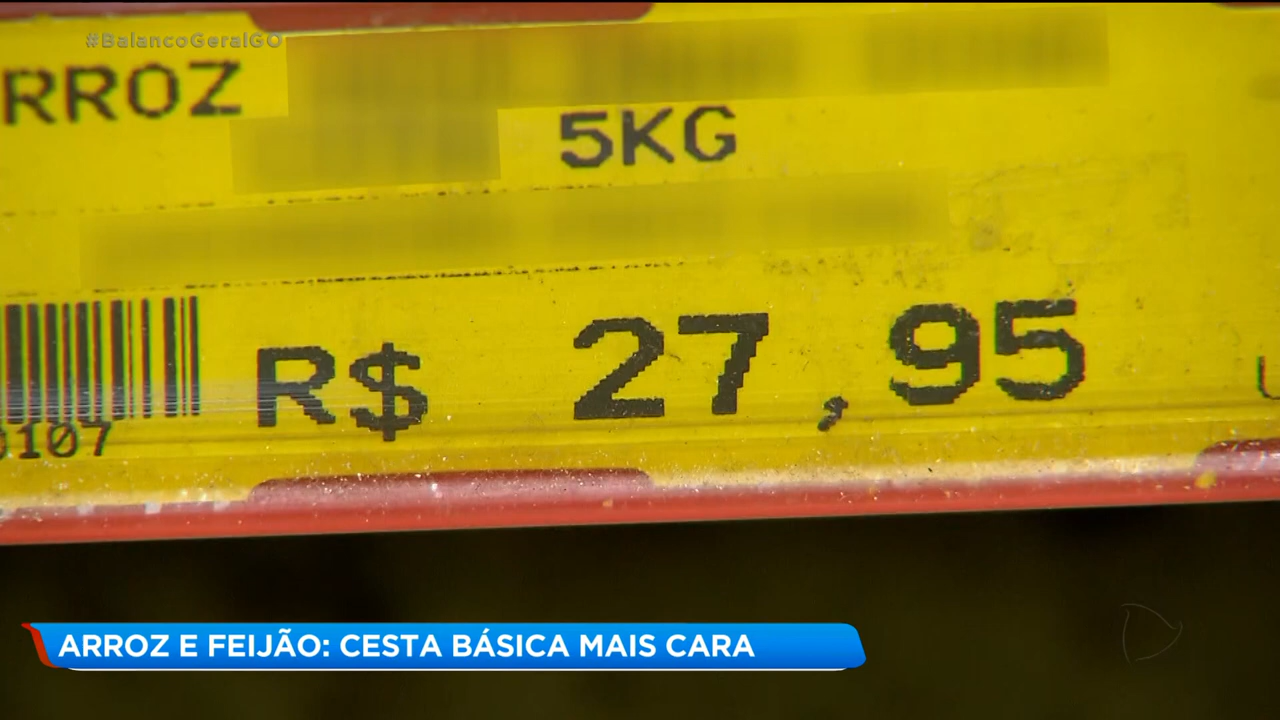 #BalancoGeralGO
RROZ
5KG
R$ 27,95
0107
ARROZ E FEIJÃO: CESTA BÁSICA MAIS CARA